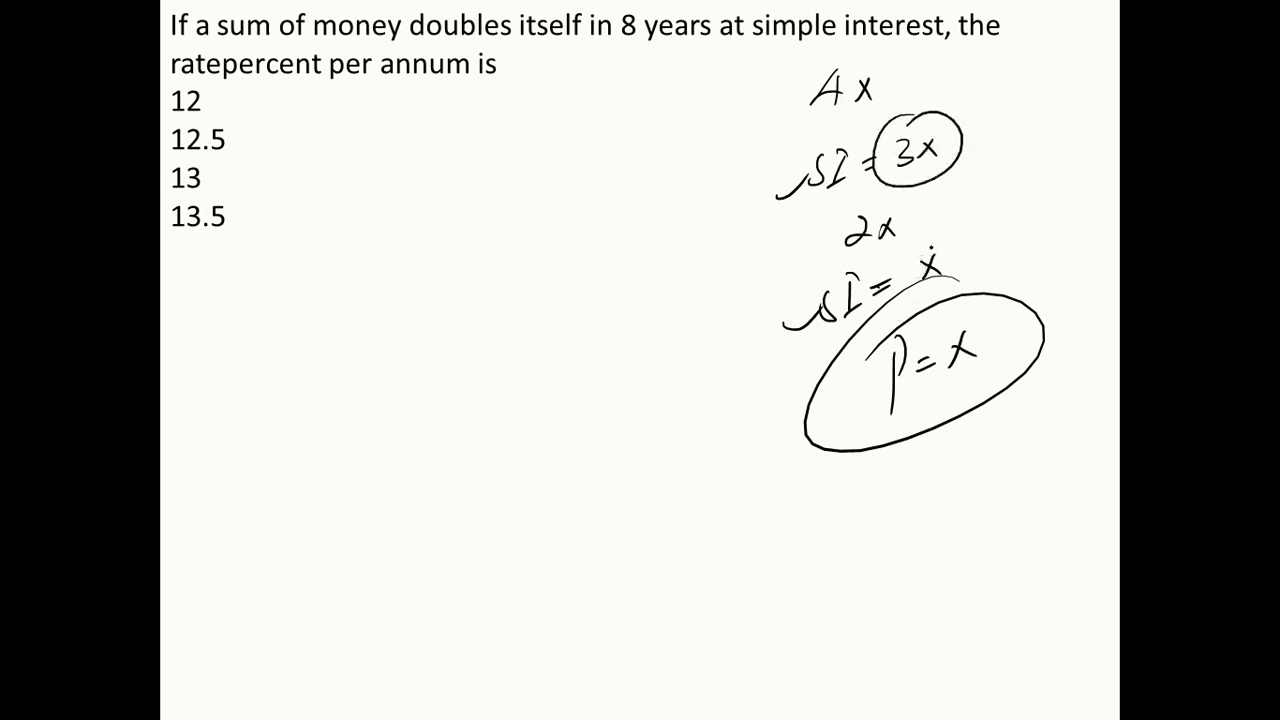 If a sum of money doubles itself in 8 years at simple interest, the
ratepercent per annum is
12
12.5
13
13.5
4x
SI = 3x
2x
SI = x
P = x